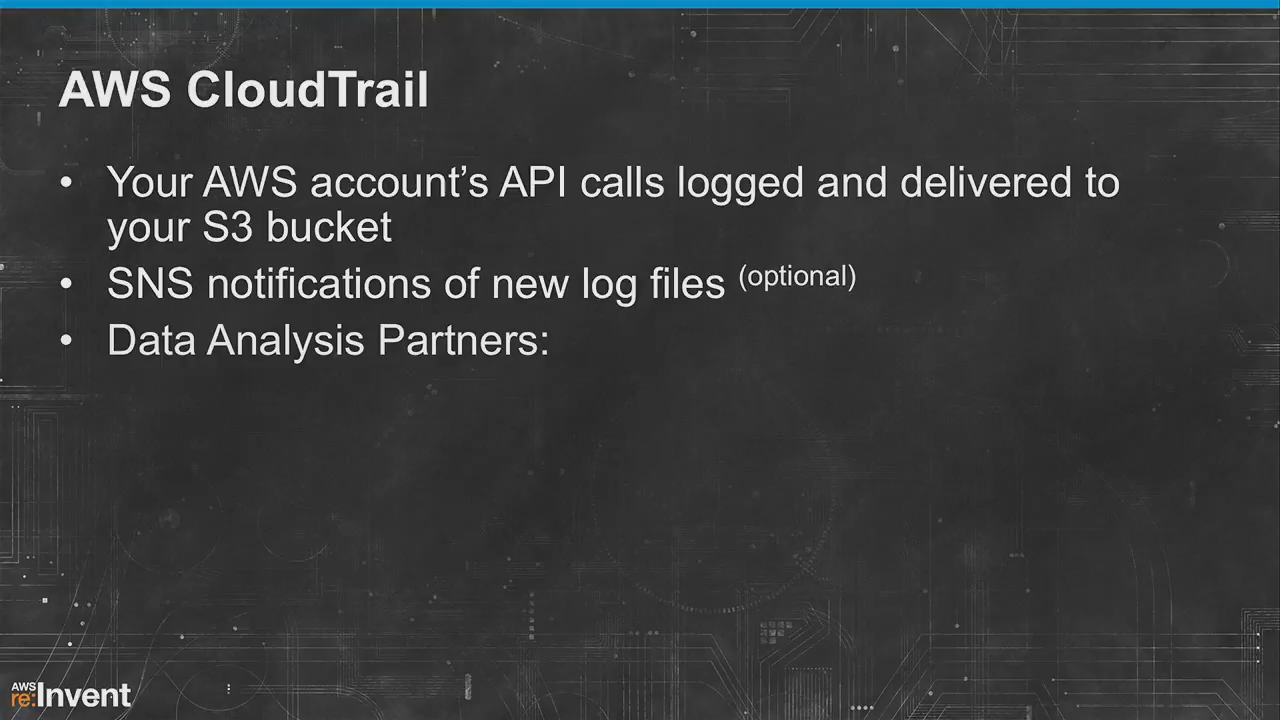 AWS CloudTrail
• Your AWS account’s API calls logged and delivered to
your S3 bucket
• SNS notifications of new log files (optional)
• Data Analysis Partners:
AWS
re:Invent